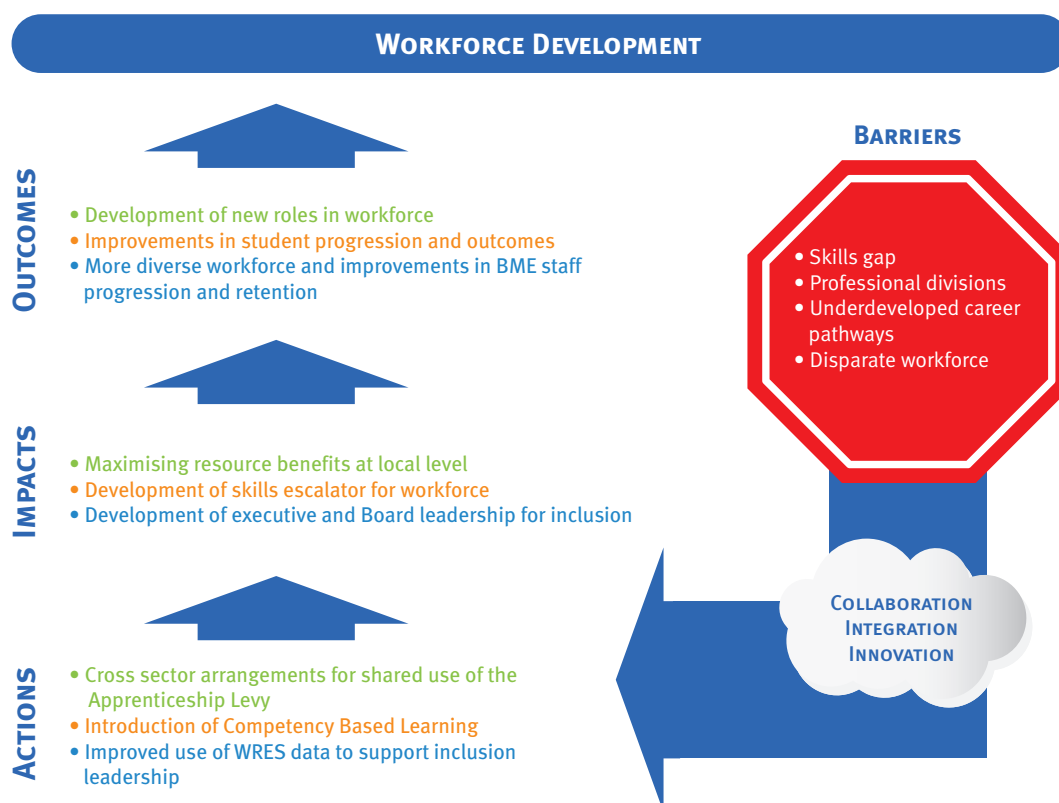 WORKFORCE DEVELOPMENT
OUTCOMES
• Development of new roles in workforce
• Improvements in student progression and outcomes
• More diverse workforce and improvements in BME staff
progression and retention
IMPACTS
• Maximising resource benefits at local level
• Development of skills escalator for workforce
• Development of executive and Board leadership for inclusion
ACTIONS
• Cross sector arrangements for shared use of the
Apprenticeship Levy
• Introduction of Competency Based Learning
• Improved use of WRES data to support inclusion
leadership
BARRIERS
• Skills gap
• Professional divisions
• Underdeveloped career
pathways
• Disparate workforce
COLLABORATION
INTEGRATION
INNOVATION